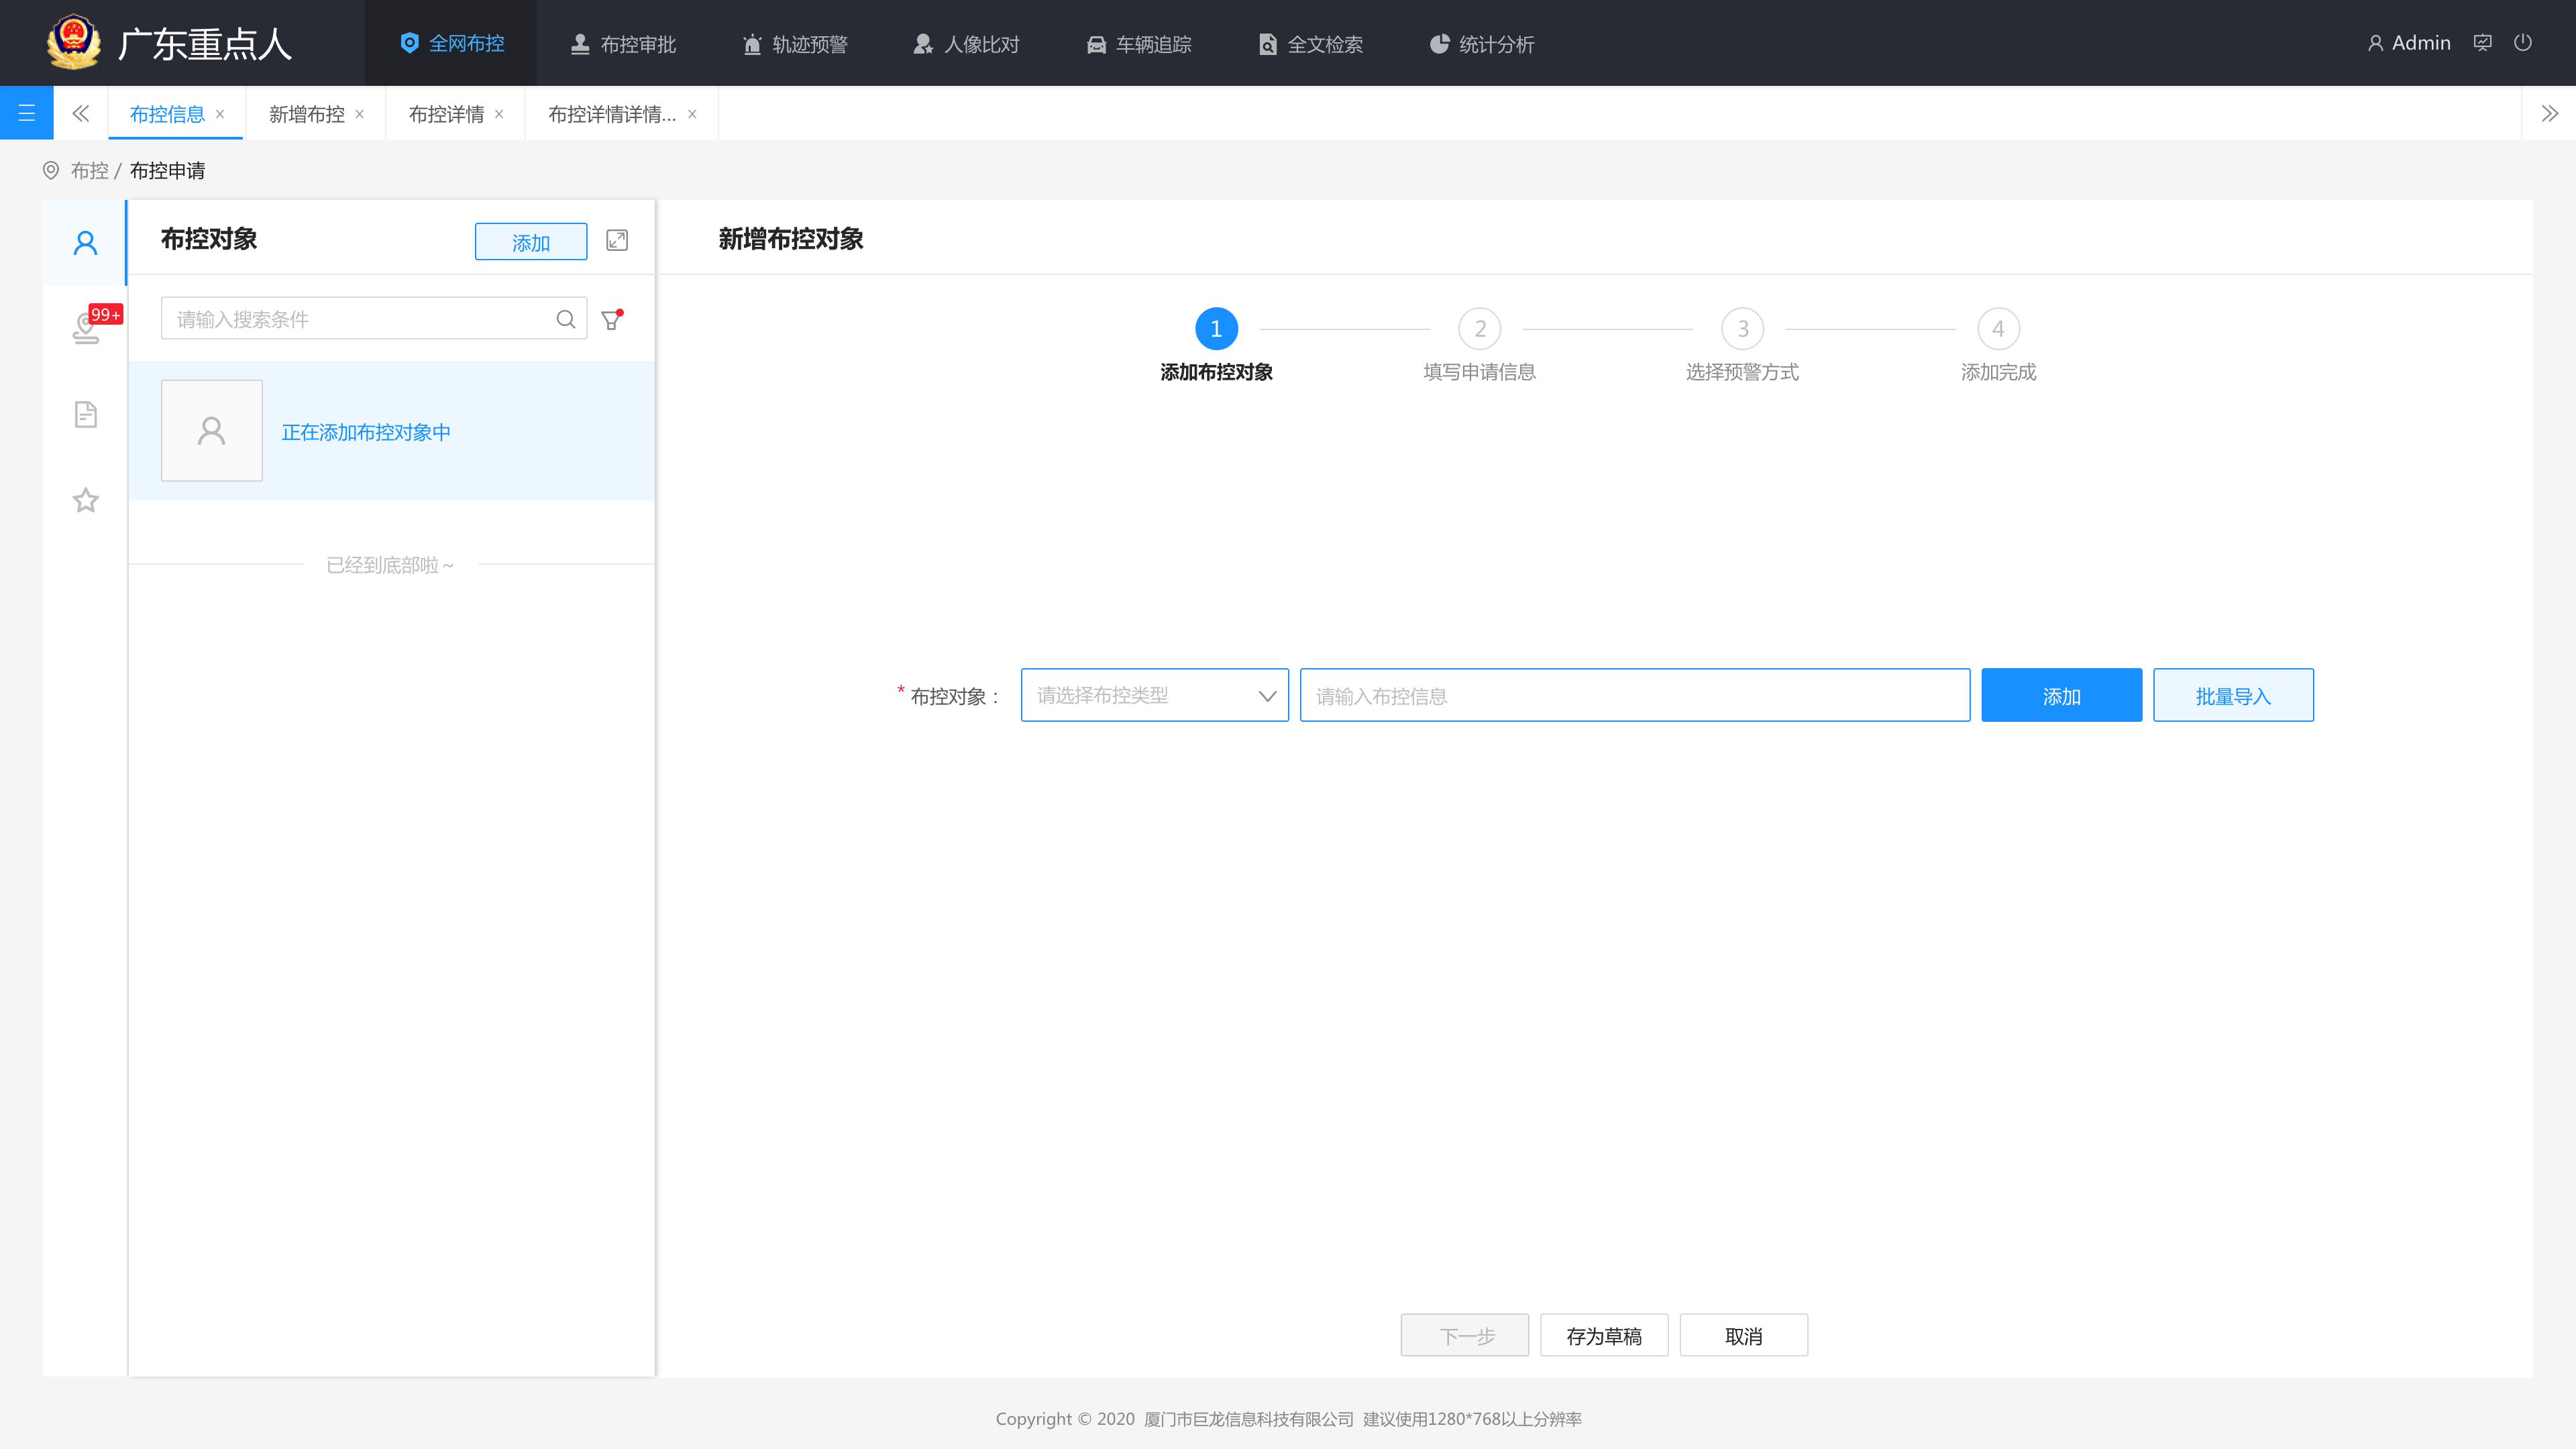 广东重点人
全网布控
布控审批
轨迹预警
人像比对
车辆追踪
全文检索
统计分析
Admin
布控信息 ×
新增布控 ×
布控详情 ×
布控详情详情... ×
布控 / 布控申请
布控对象
添加
新增布控对象
99+
请输入搜索条件
1
2
3
4
添加布控对象
填写申请信息
选择预警方式
添加完成
正在添加布控对象中
已经到底部啦~
* 布控对象：
请选择布控类型
请输入布控信息
添加
批量导入
下一步
存为草稿
取消
Copyright © 2020 厦门市巨龙信息科技有限公司 建议使用1280*768以上分辨率